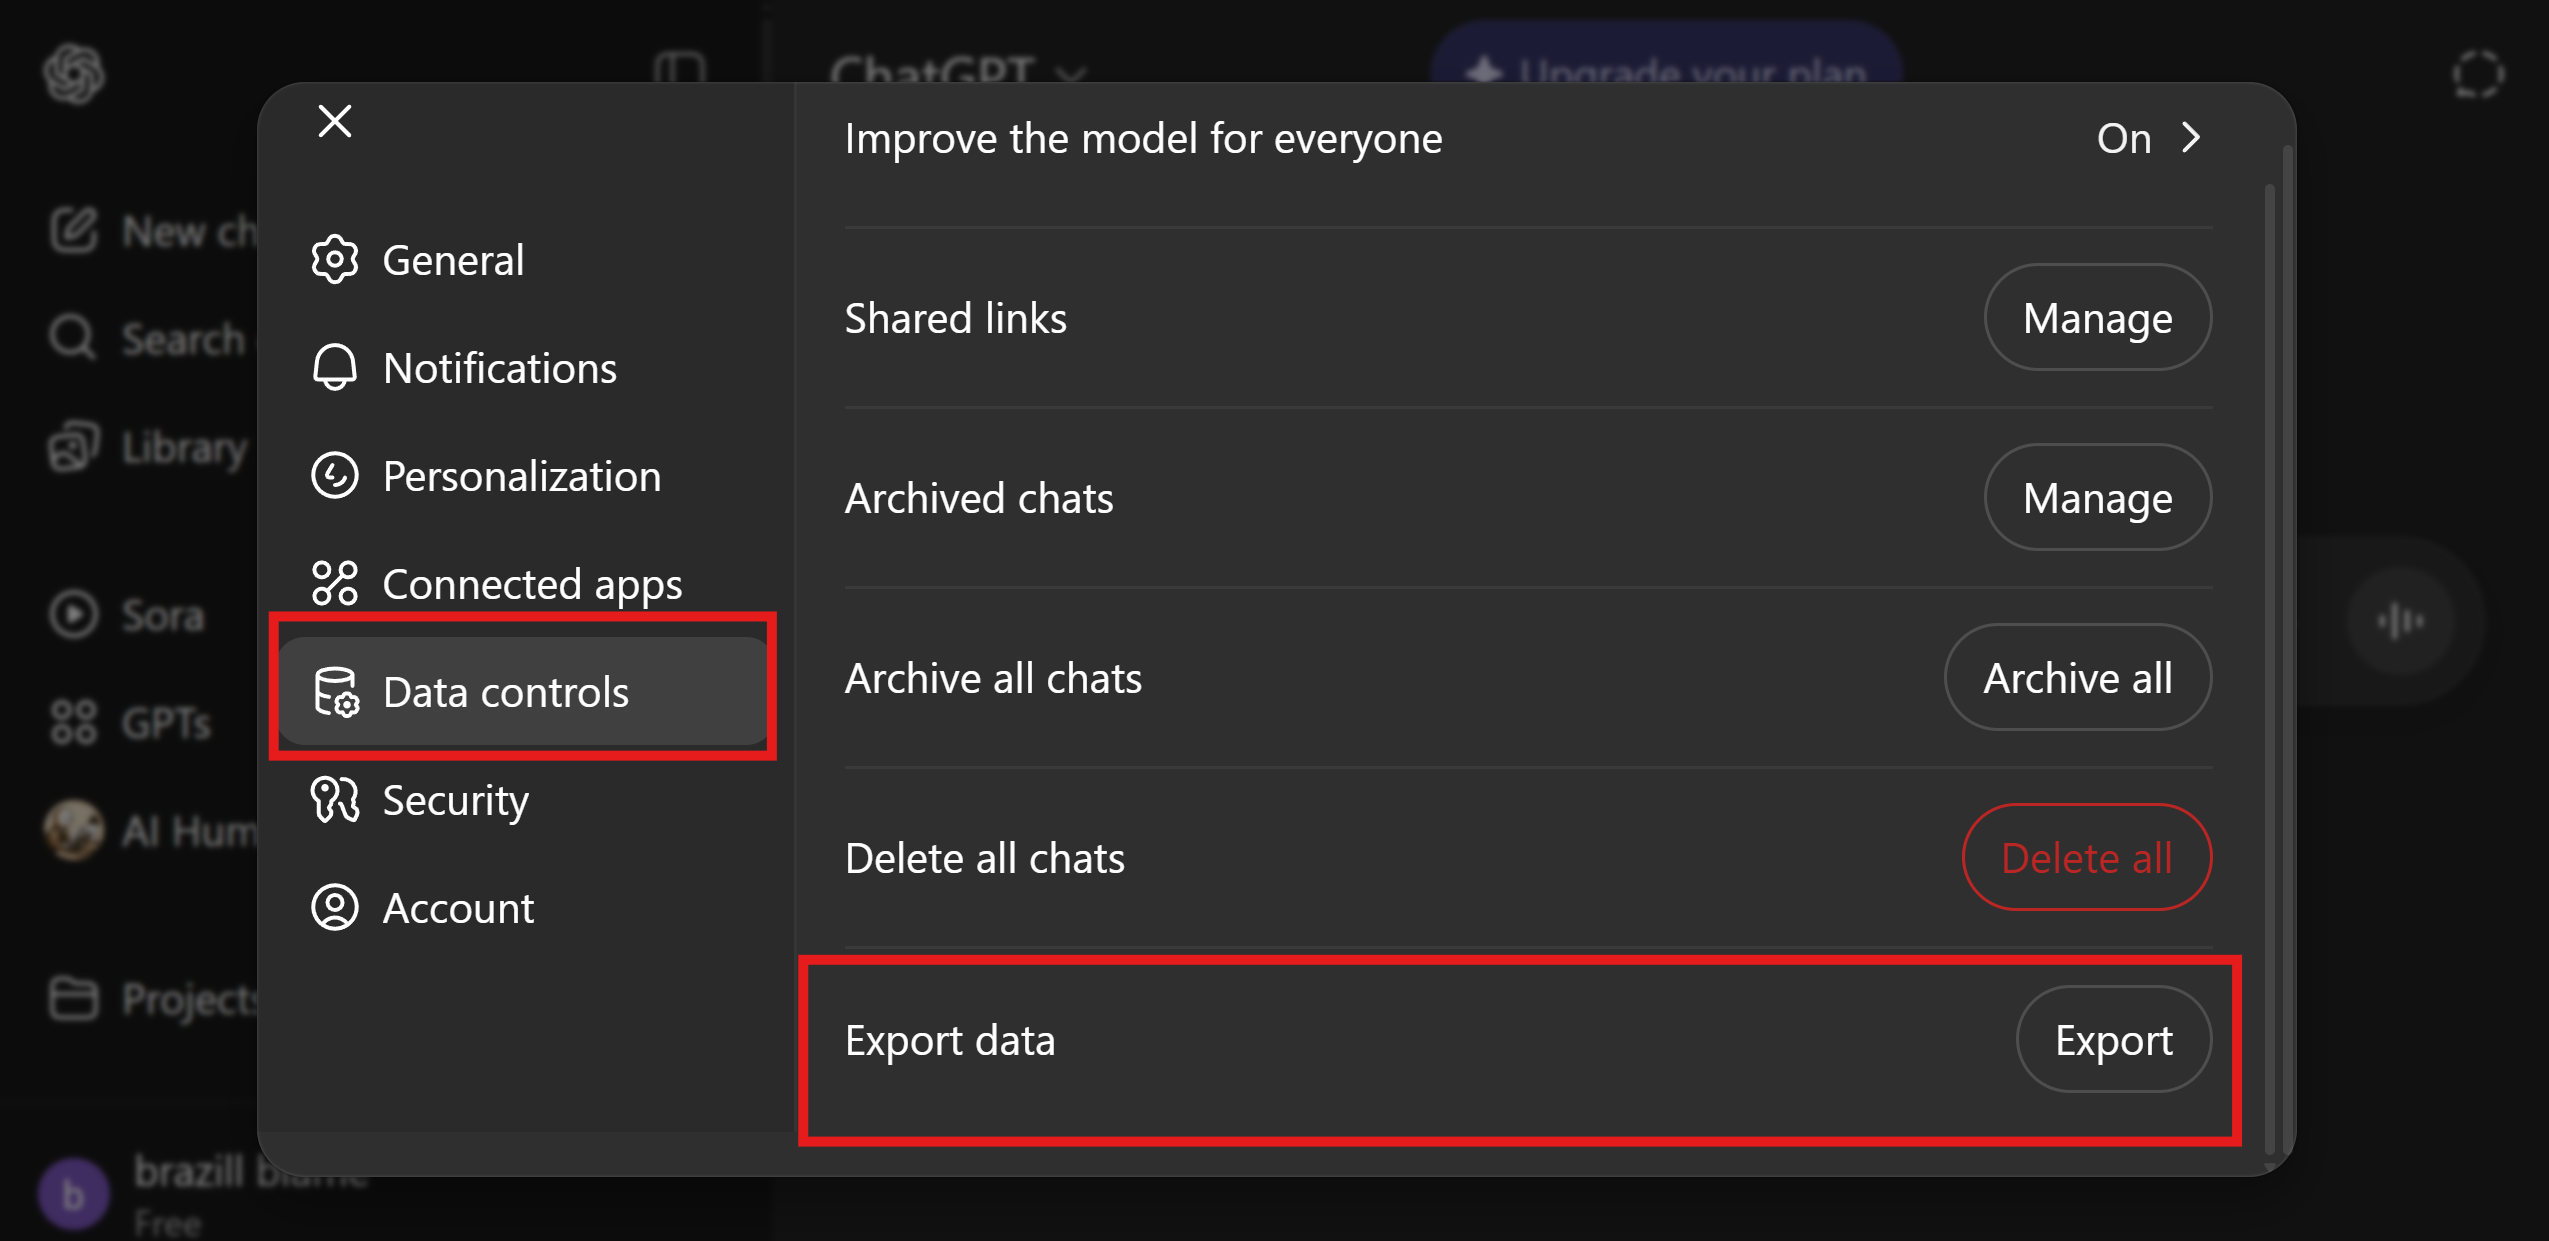 ChatGPT
Upgrade your plan
New ch
Search
Library
Sora
GPTs
AI Hum
Projects
brazill blame
Free
General
Notifications
Personalization
Connected apps
Data controls
Security
Account
Improve the model for everyone
On
Shared links
Manage
Archived chats
Manage
Archive all chats
Archive all
Delete all chats
Delete all
Export data
Export
b